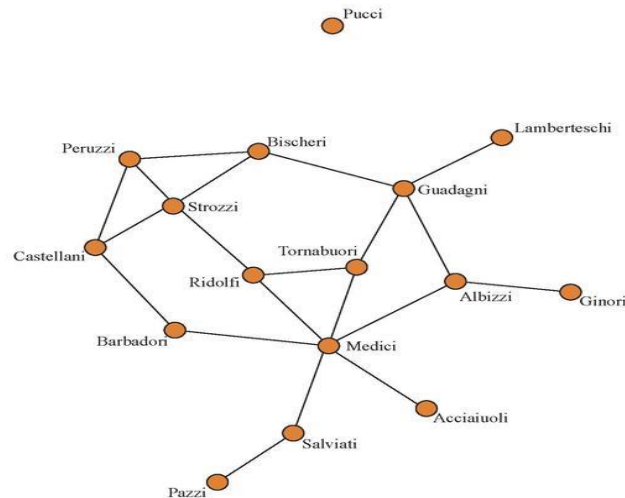 Pucci
Lamberteschi
Bischeri
Peruzzi
Guadagni
Strozzi
Tornabuori
Castellani
Ridolfi
Albizzi
Ginori
Barbadori
Medici
Acciaiuoli
Salviati
Pazzi